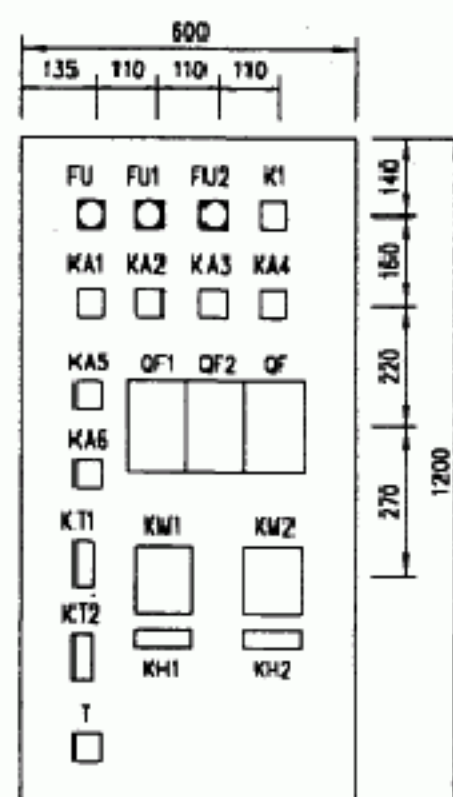 600
135 110 110 110
FU FU1 FU2 K1
KA1 KA2 KA3 KA4
KA5 QF1 QF2 QF
KA6
KT1 KM1 KM2
KT2
KH1 KH2
T
140
160
220
270
1200